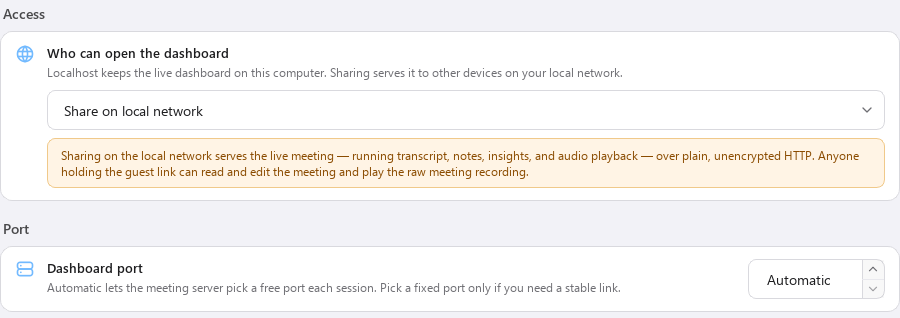 Access
Who can open the dashboard
Localhost keeps the live dashboard on this computer. Sharing serves it to other devices on your local network.
Share on local network
Sharing on the local network serves the live meeting — running transcript, notes, insights, and audio playback — over plain, unencrypted HTTP. Anyone
holding the guest link can read and edit the meeting and play the raw meeting recording.
Port
Dashboard port
Automatic lets the meeting server pick a free port each session. Pick a fixed port only if you need a stable link.
Automatic